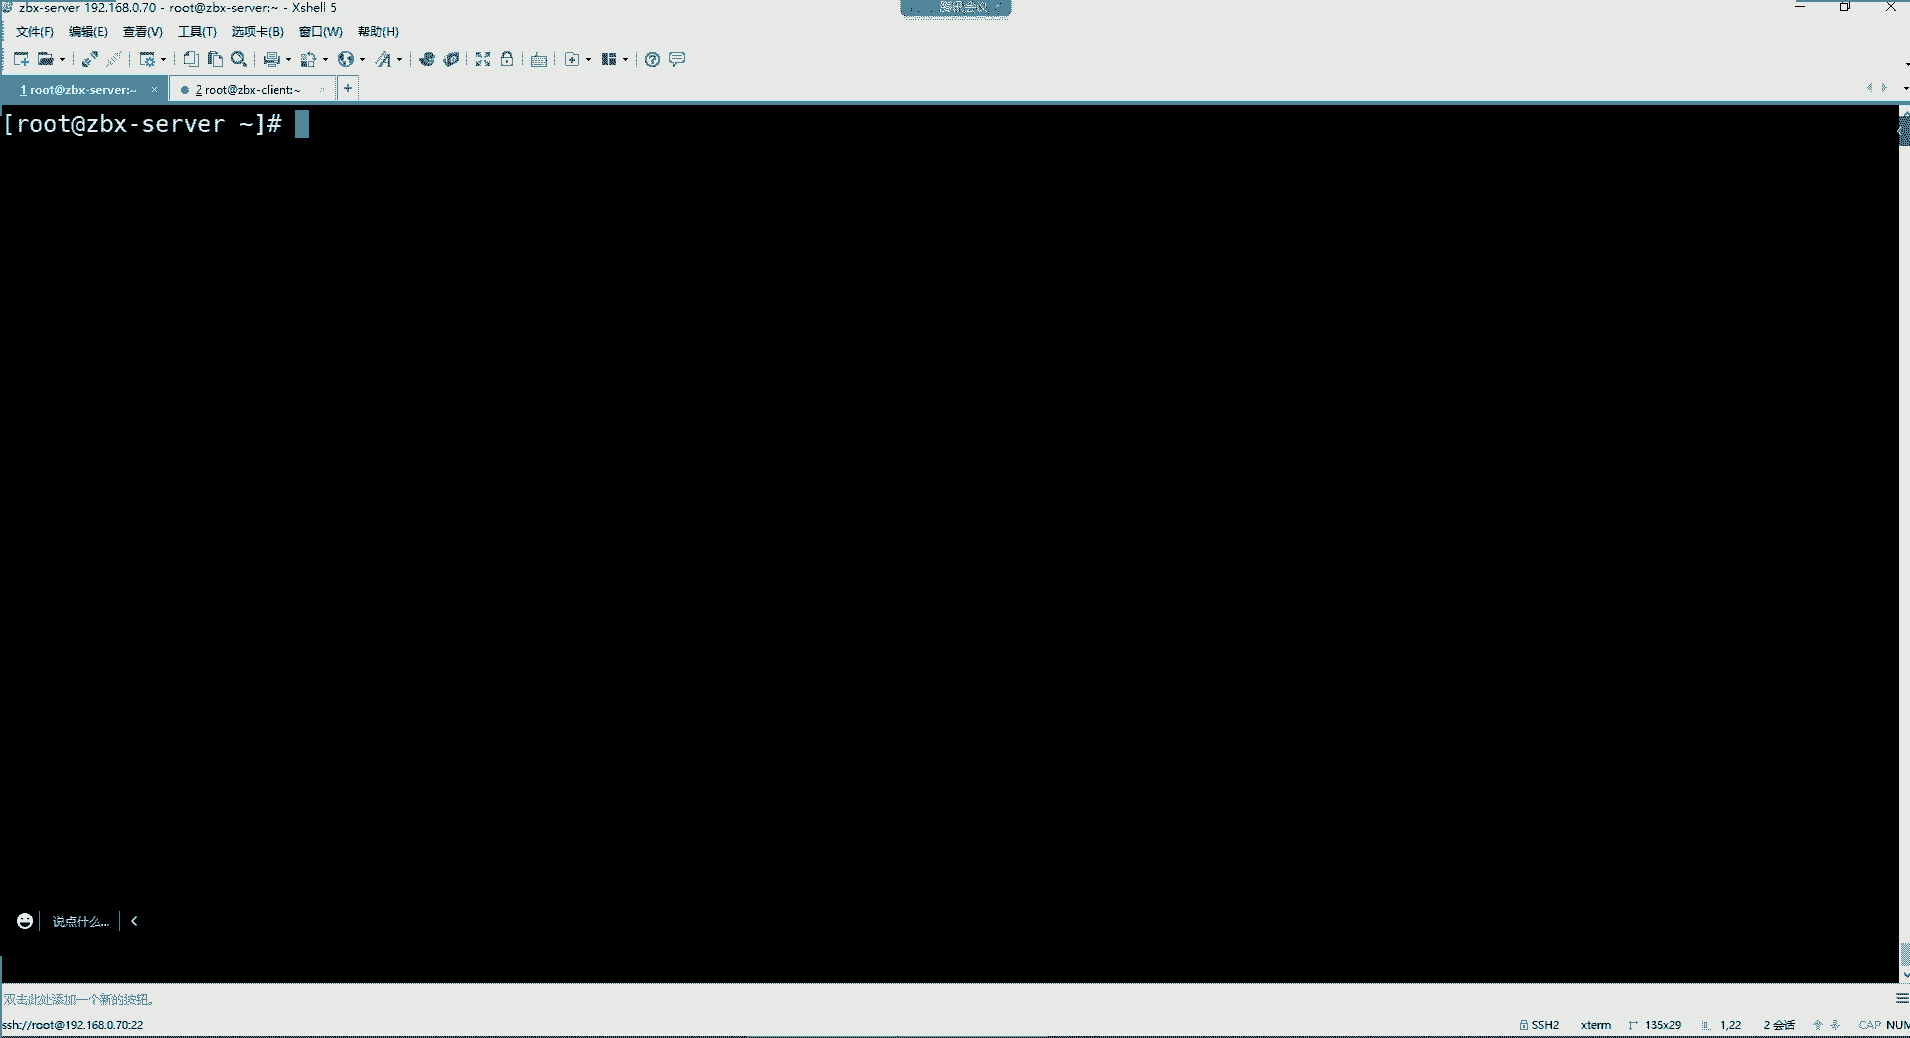 zbx-server 192.168.0.70 - root@zbx-server:~ - Xshell 5
腾讯会议
文件(F) 编辑(E) 查看(V) 工具(T) 选项卡(B) 窗口(W) 帮助(H)
1 root@zbx-server:~ × 2 root@zbx-client:~ +
[root@zbx-server ~]#
说点什么...
双击此处添加一个新的按钮。
ssh://root@192.168.0.70:22 SSH2 xterm 135x29 1,22 2 会话 CAP NUM